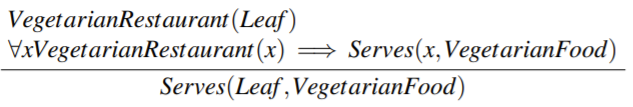 VegetarianRestaurant(Leaf)
∀xVegetarianRestaurant(x) ⟹ Serves(x,VegetarianFood)
Serves(Leaf,VegetarianFood)